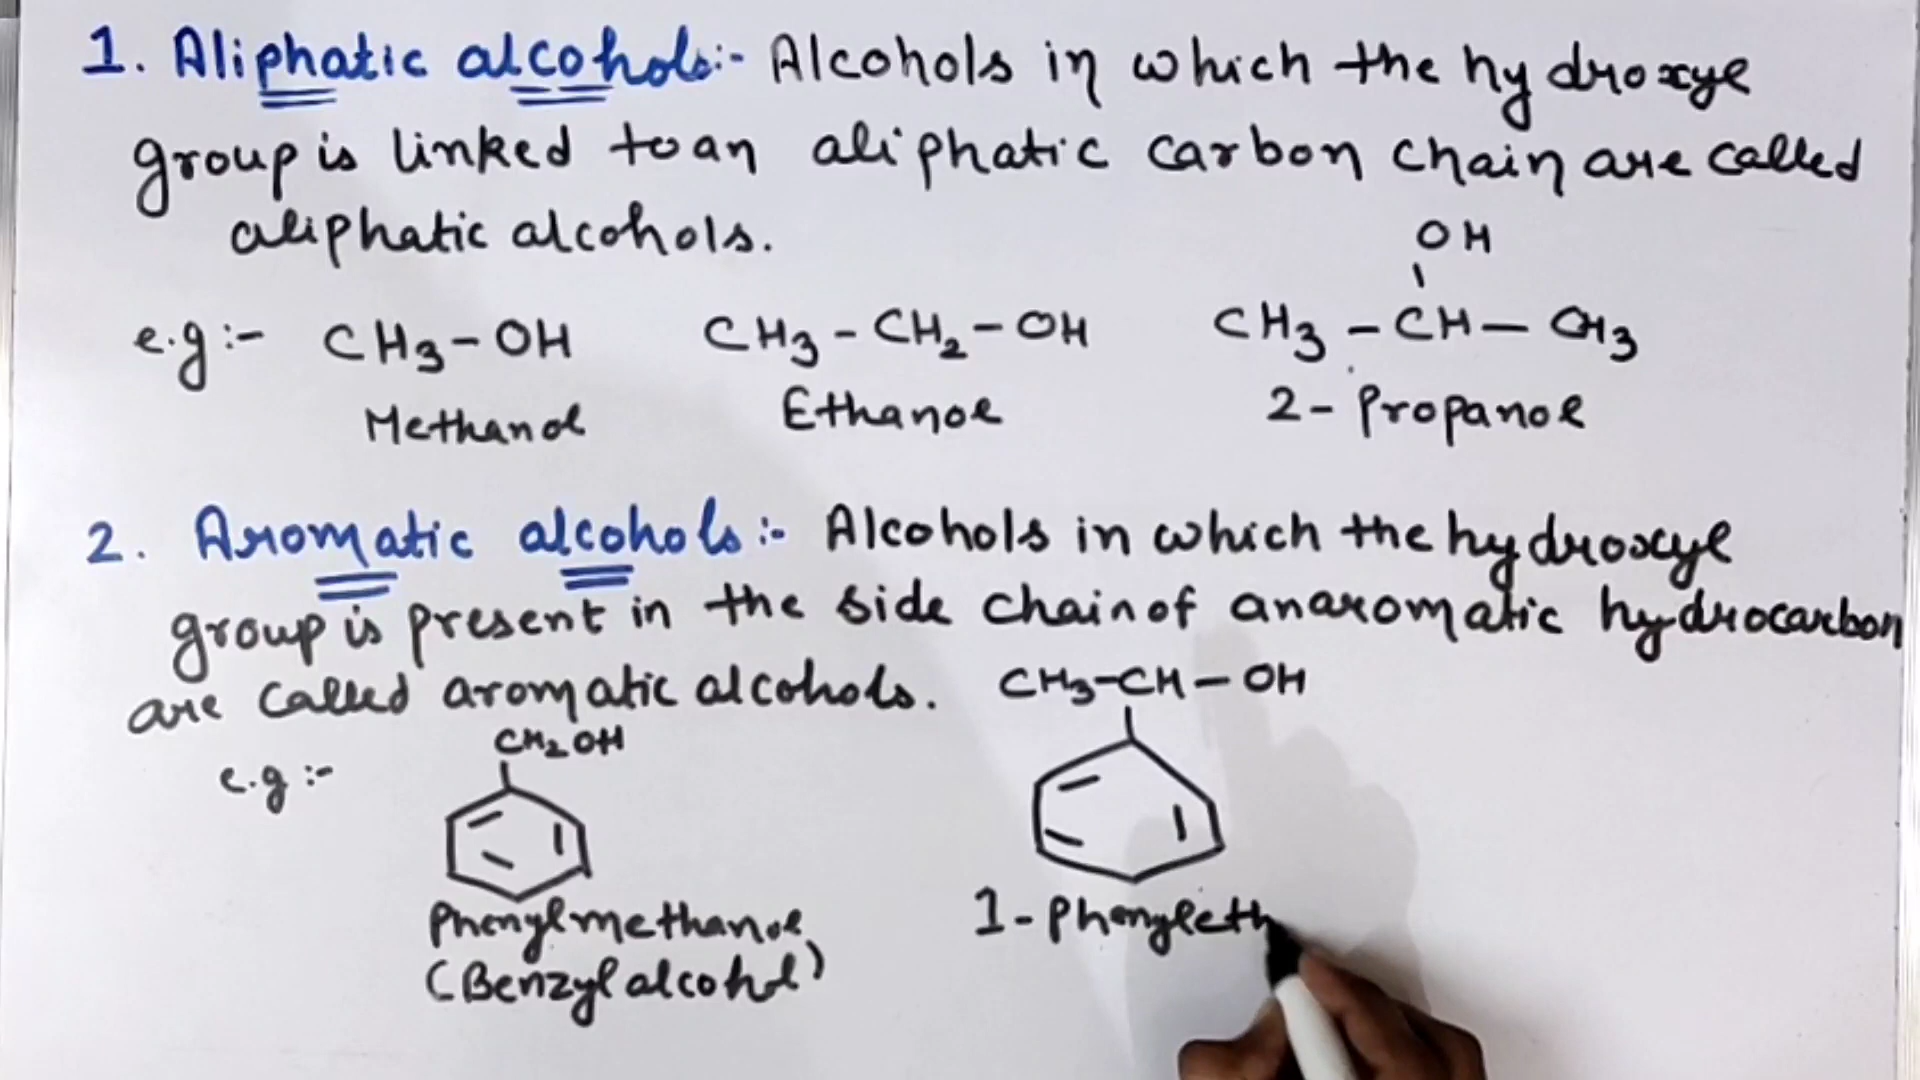 1. Aliphatic alcohols:- Alcohols in which the hydroxyl
group is linked to an aliphatic carbon chain are called
aliphatic alcohols.
OH
e.g:- CH3-OH CH3-CH2-OH CH3-CH-CH3
Methanol Ethanol 2-Propanol
2. Aromatic alcohols:- Alcohols in which the hydroxyl
group is present in the side chain of an aromatic hydrocarbon
are called aromatic alcohols. CH3-CH-OH
CH2OH
e.g:-
Phenylmethanol 1-Phenyleth
(Benzyl alcohol)